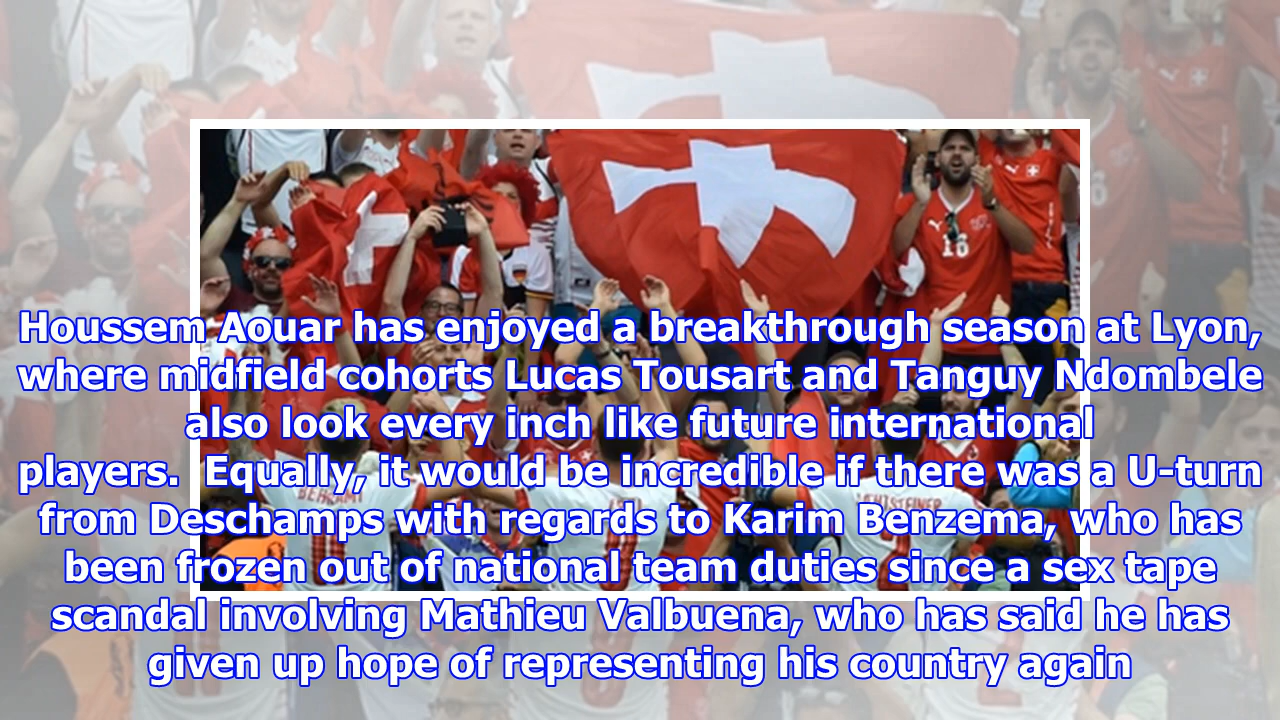 18
Houssem Aouar has enjoyed a breakthrough season at Lyon,
where midfield cohorts Lucas Tousart and Tanguy Ndombele
also look every inch like future international
players.  Equally, it would be incredible if there was a U-turn
from Deschamps with regards to Karim Benzema, who has
been frozen out of national team duties since a sex tape
scandal involving Mathieu Valbuena, who has said he has
given up hope of representing his country again